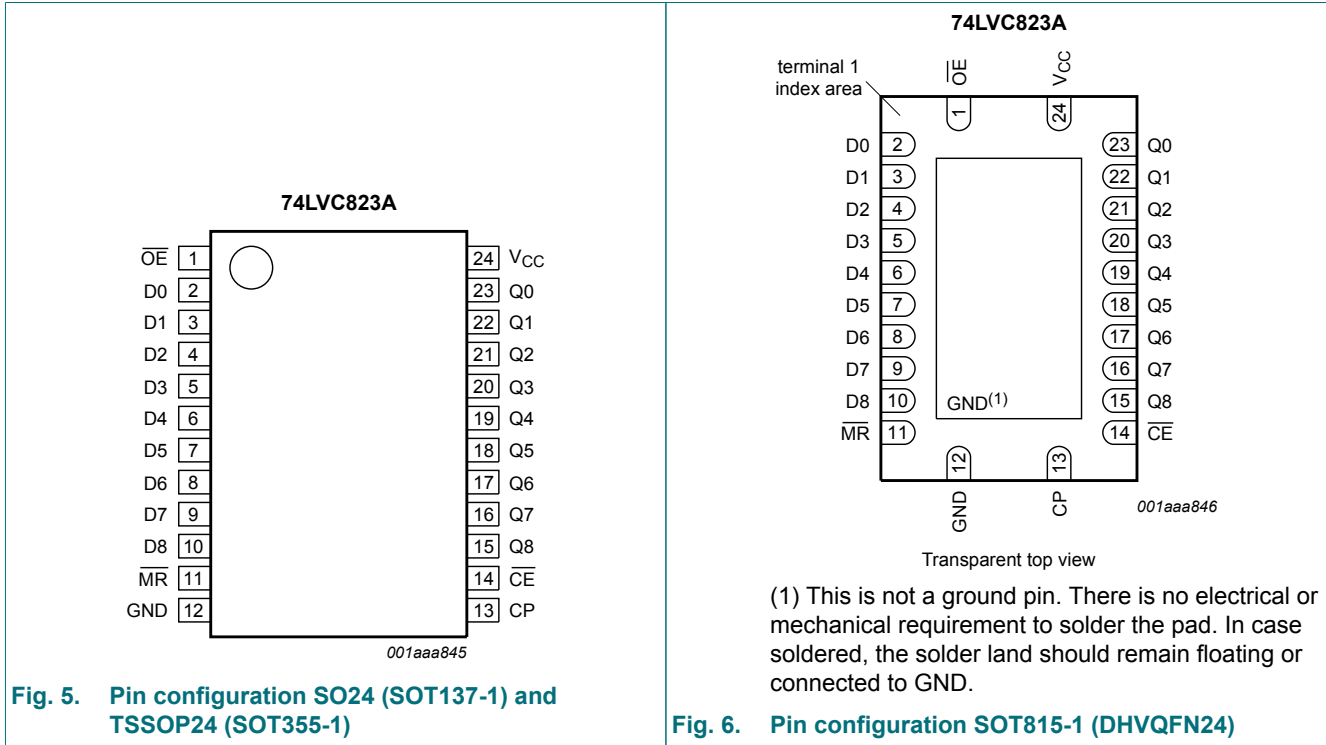 74LVC823A
OE 1
D0 2
D1 3
D2 4
D3 5
D4 6
D5 7
D6 8
D7 9
D8 10
MR 11
GND 12
24 VCC
23 Q0
22 Q1
21 Q2
20 Q3
19 Q4
18 Q5
17 Q6
16 Q7
15 Q8
14 CE
13 CP
001aaa845
Fig. 5. Pin configuration SO24 (SOT137-1) and
TSSOP24 (SOT355-1)
74LVC823A
terminal 1
index area
OE
VCC
1
24
D0 2
D1 3
D2 4
D3 5
D4 6
D5 7
D6 8
D7 9
D8 10
MR 11
23 Q0
22 Q1
21 Q2
20 Q3
19 Q4
18 Q5
17 Q6
16 Q7
15 Q8
14 CE
GND(1)
12
13
GND
CP
001aaa846
Transparent top view
(1) This is not a ground pin. There is no electrical or
mechanical requirement to solder the pad. In case
soldered, the solder land should remain floating or
connected to GND.
Fig. 6. Pin configuration SOT815-1 (DHVQFN24)